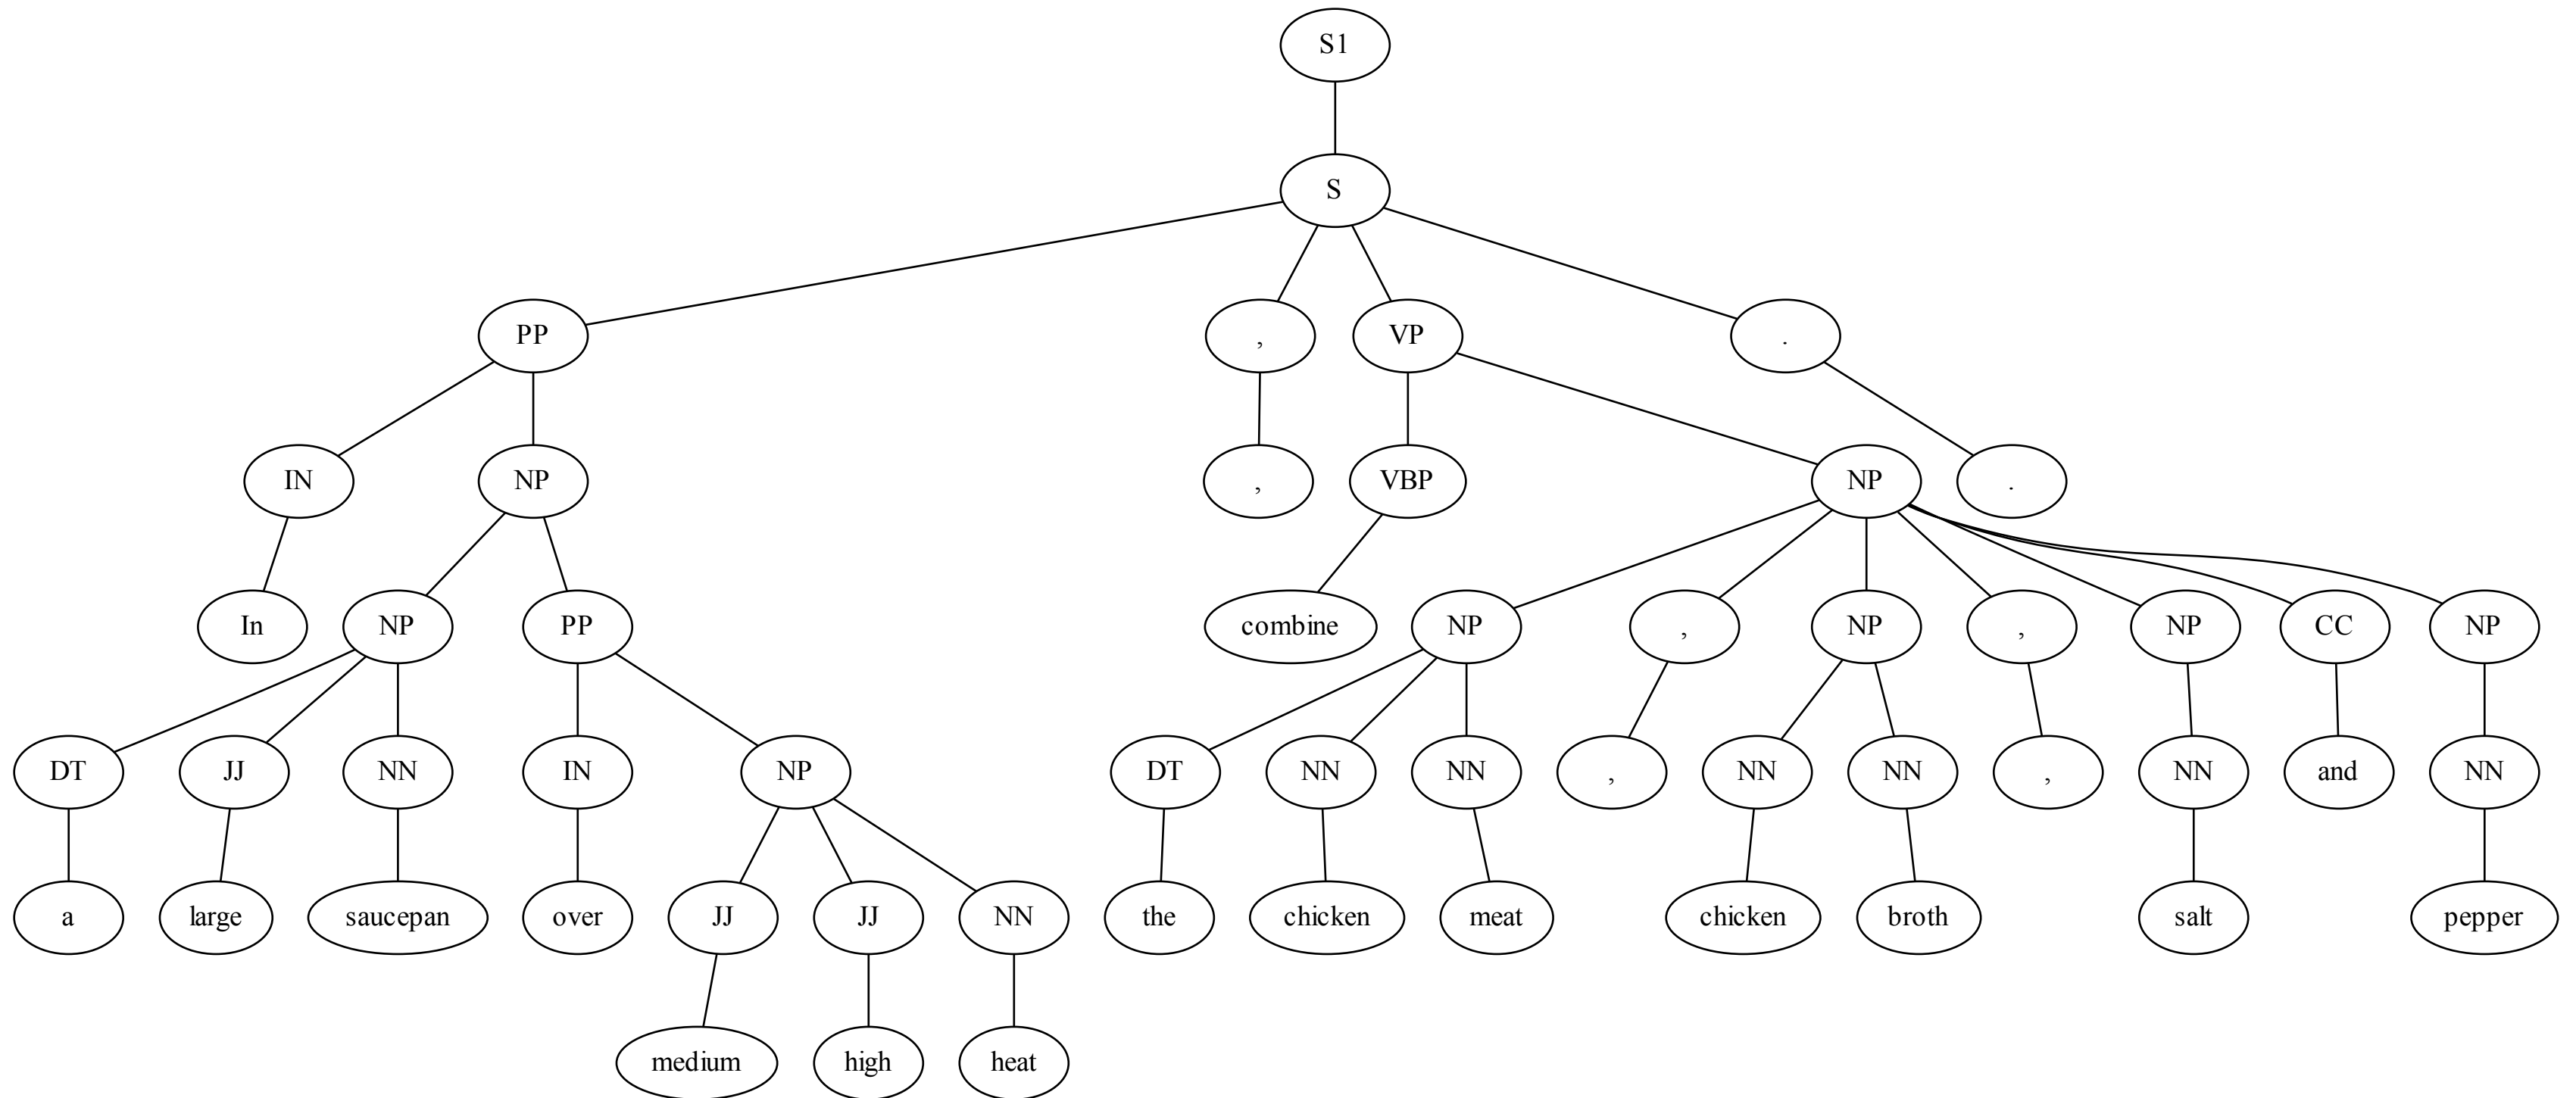 S1
S
PP , VP .
IN NP , VBP NP .
In NP PP combine NP , NP , NP CC NP
DT JJ NN IN NP DT NN NN , NN NN , NN and NN
a large saucepan over JJ JJ NN the chicken meat chicken broth salt pepper
medium high heat